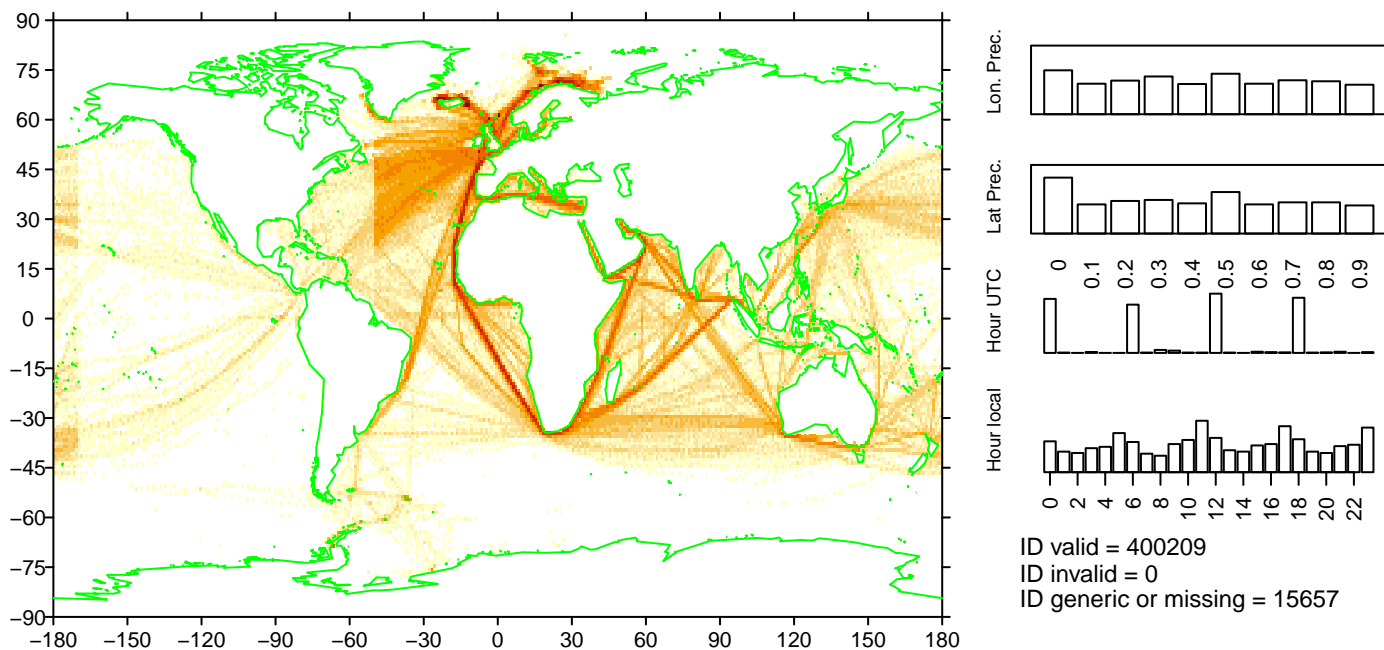 90
75
60
45
30
15
0
−15
−30
−45
−60
−75
−90
−180 −150 −120 −90 −60 −30 0 30 60 90 120 150 180
Lon. Prec.
Lat Prec.
0 0.1 0.2 0.3 0.4 0.5 0.6 0.7 0.8 0.9
Hour UTC
Hour local
0 2 4 6 8 10 12 14 16 18 20 22
ID valid = 400209
ID invalid = 0
ID generic or missing = 15657